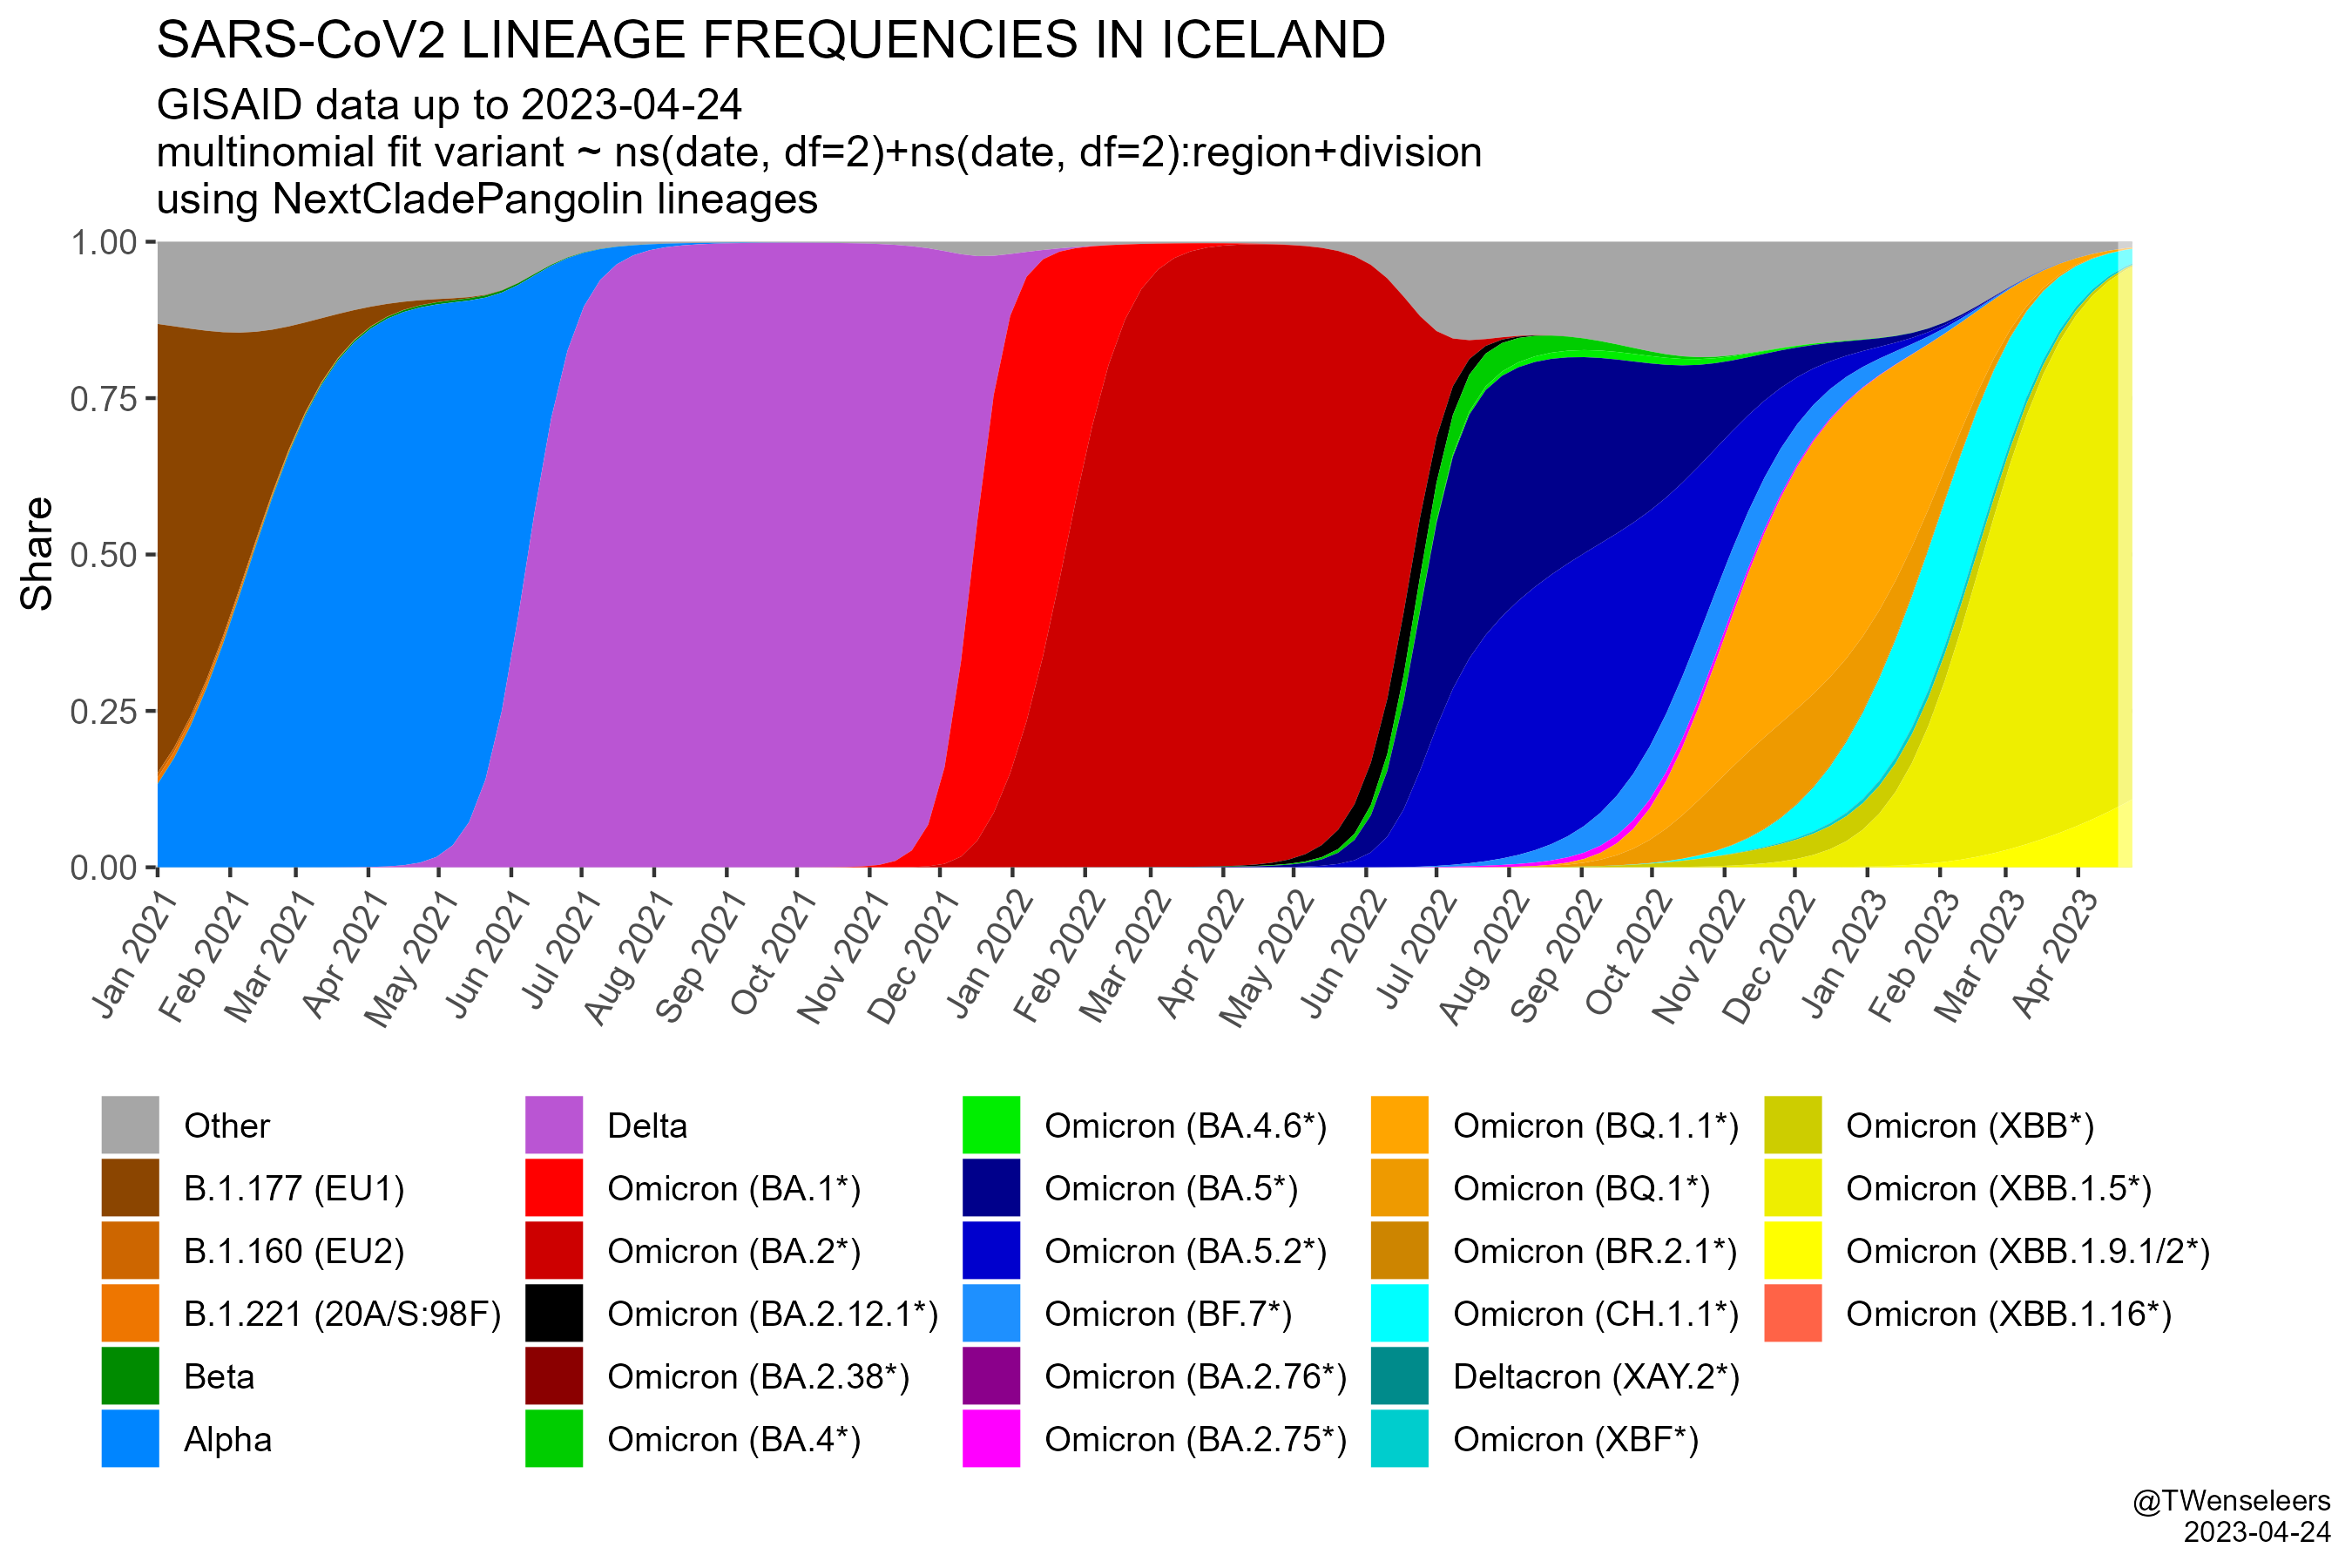 SARS-CoV2 LINEAGE FREQUENCIES IN ICELAND
GISAID data up to 2023-04-24
multinomial fit variant ~ ns(date, df=2)+ns(date, df=2):region+division
using NextCladePangolin lineages
1.00
0.75
0.50
0.25
0.00
Share
Jan 2021
Feb 2021
Mar 2021
Apr 2021
May 2021
Jun 2021
Jul 2021
Aug 2021
Sep 2021
Oct 2021
Nov 2021
Dec 2021
Jan 2022
Feb 2022
Mar 2022
Apr 2022
May 2022
Jun 2022
Jul 2022
Aug 2022
Sep 2022
Oct 2022
Nov 2022
Dec 2022
Jan 2023
Feb 2023
Mar 2023
Apr 2023
Other
B.1.177 (EU1)
B.1.160 (EU2)
B.1.221 (20A/S:98F)
Beta
Alpha
Delta
Omicron (BA.1*)
Omicron (BA.2*)
Omicron (BA.2.12.1*)
Omicron (BA.2.38*)
Omicron (BA.4*)
Omicron (BA.4.6*)
Omicron (BA.5*)
Omicron (BA.5.2*)
Omicron (BF.7*)
Omicron (BA.2.76*)
Omicron (BA.2.75*)
Omicron (BQ.1.1*)
Omicron (BQ.1*)
Omicron (BR.2.1*)
Omicron (CH.1.1*)
Deltacron (XAY.2*)
Omicron (XBF*)
Omicron (XBB*)
Omicron (XBB.1.5*)
Omicron (XBB.1.9.1/2*)
Omicron (XBB.1.16*)
@TWenseleers
2023-04-24